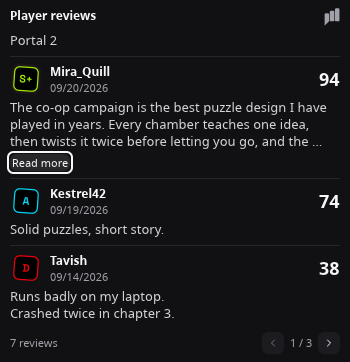 Player reviews
Portal 2
S+
Mira_Quill
09/20/2026
94
The co-op campaign is the best puzzle design I have
played in years. Every chamber teaches one idea,
then twists it twice before letting you go, and the ...
Read more
A
Kestrel42
09/19/2026
74
Solid puzzles, short story.
D
Tavish
09/14/2026
38
Runs badly on my laptop.
Crashed twice in chapter 3.
7 reviews
1 / 3